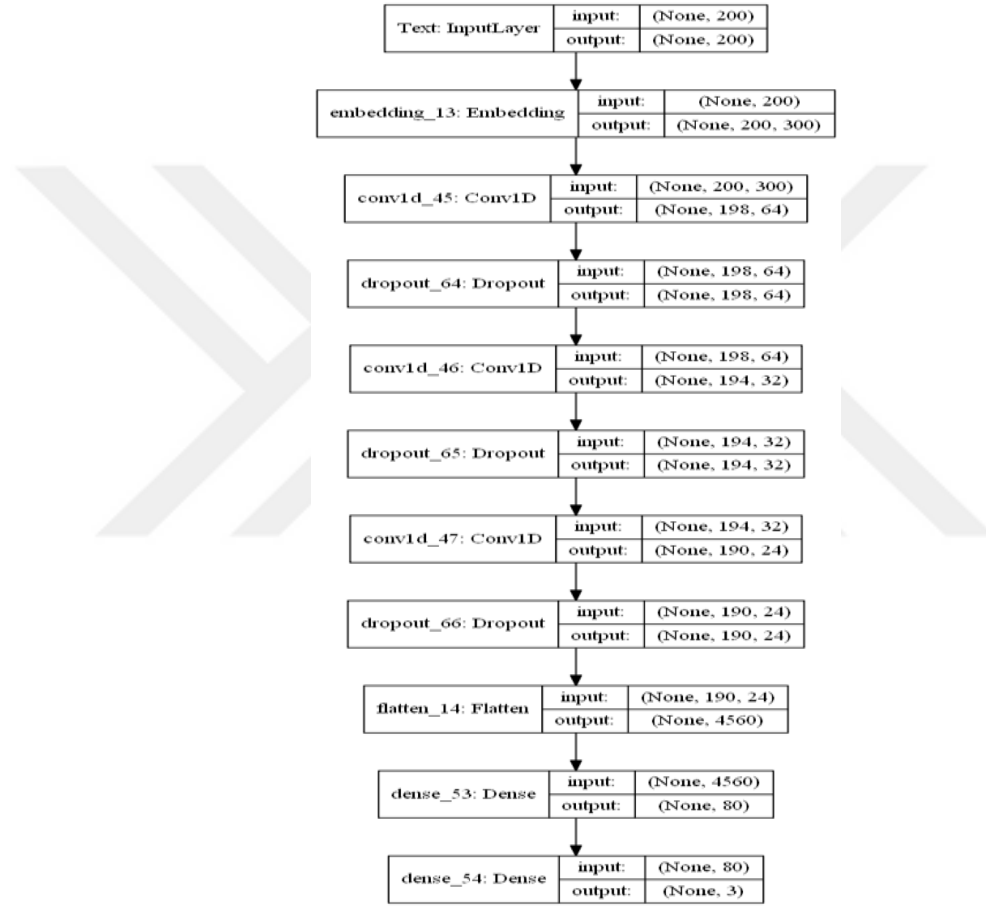 Text: InputLayer input: (None, 200)
output: (None, 200)
embedding_13: Embedding input: (None, 200)
output: (None, 200, 300)
conv1d_45: Conv1D input: (None, 200, 300)
output: (None, 198, 64)
dropout_64: Dropout input: (None, 198, 64)
output: (None, 198, 64)
conv1d_46: Conv1D input: (None, 198, 64)
output: (None, 194, 32)
dropout_65: Dropout input: (None, 194, 32)
output: (None, 194, 32)
conv1d_47: Conv1D input: (None, 194, 32)
output: (None, 190, 24)
dropout_66: Dropout input: (None, 190, 24)
output: (None, 190, 24)
flatten_14: Flatten input: (None, 190, 24)
output: (None, 4560)
dense_53: Dense input: (None, 4560)
output: (None, 80)
dense_54: Dense input: (None, 80)
output: (None, 3)